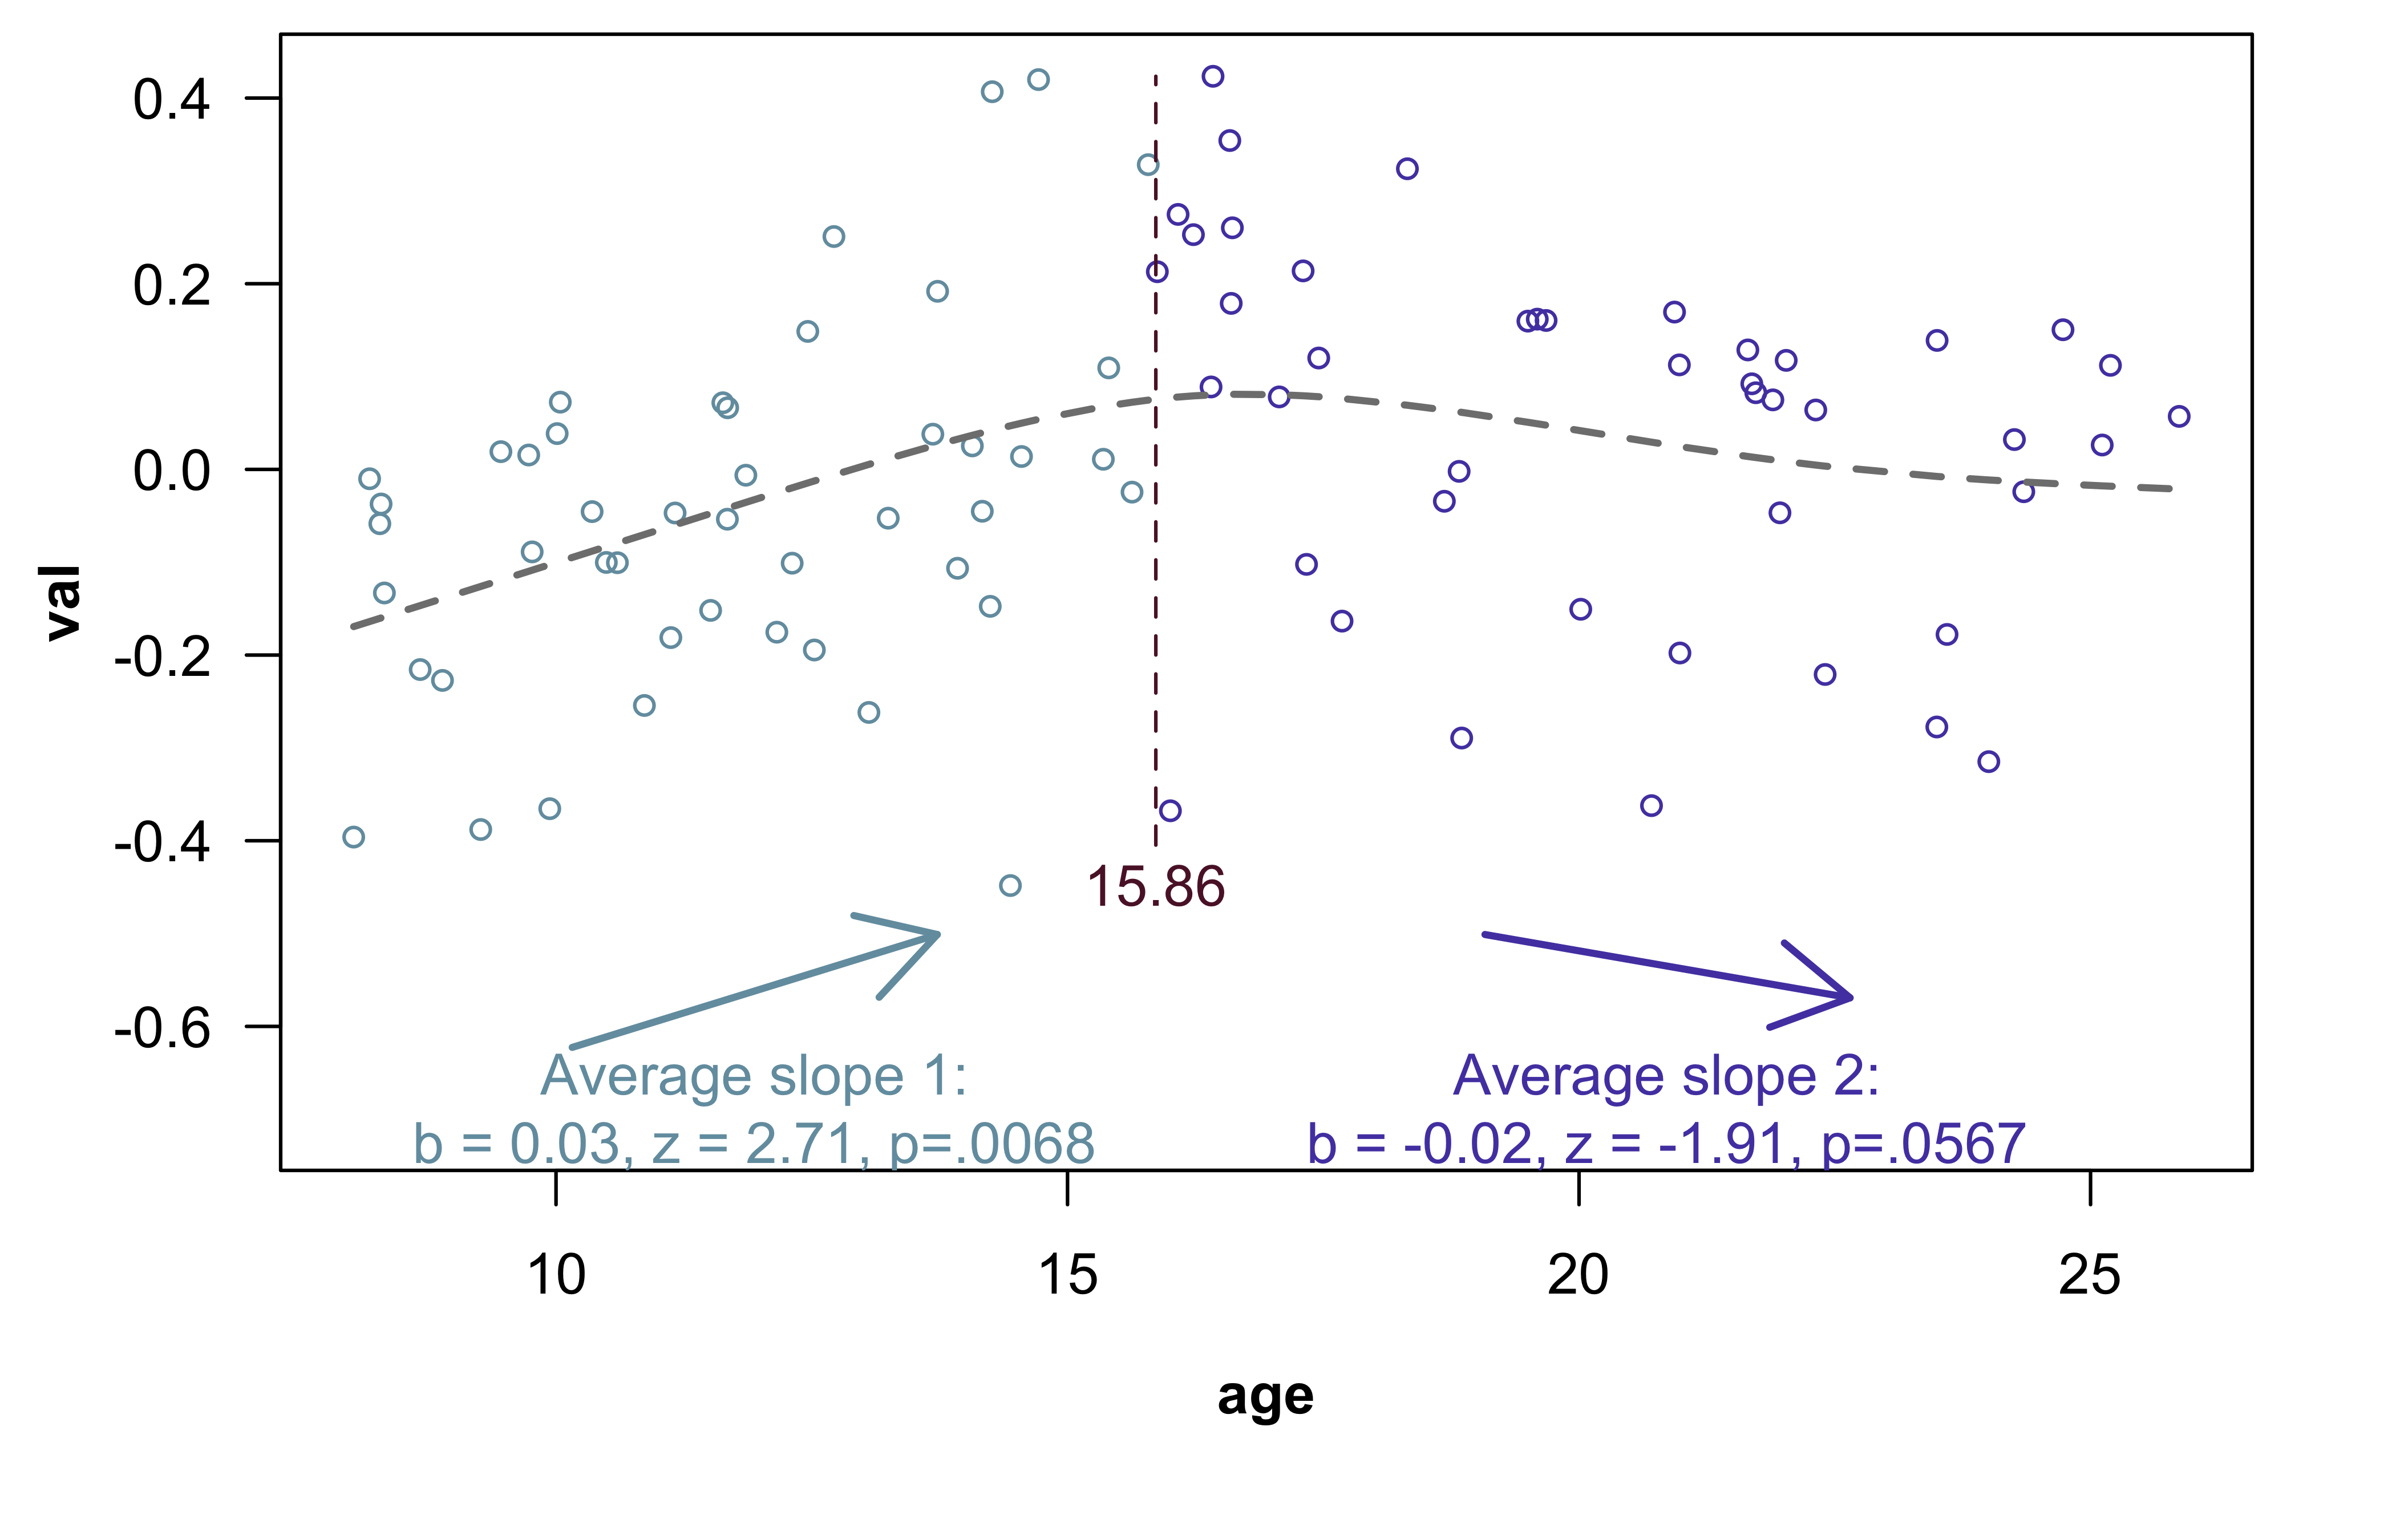 0.4
0.2
0.0
-0.2
-0.4
-0.6
val
15.86
Average slope 1:
b = 0.03, z = 2.71, p=.0068
Average slope 2:
b = -0.02, z = -1.91, p=.0567
10
15
20
25
age